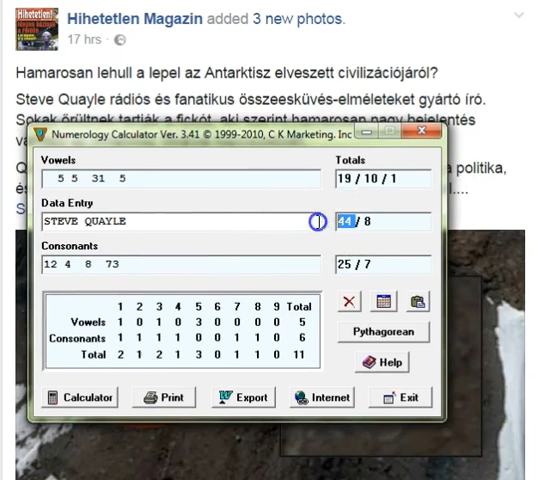 Hihetetlen Magazin added 3 new photos.
17 hrs ·
Hamarosan lehull a lepel az Antarktisz elveszett civilizációjáról?
Steve Quayle rádiós és fanatikus összeesküvés-elméleteket gyártó író.
Sokak őrültnek tartják a fickót, aki szerint hamarosan nagy bejelentés
Numerology Calculator Ver. 3.41 © 1999-2010, C K Marketing. Inc
Vowels Totals
5 5 31 5 19 / 10 / 1
a politika,
Data Entry
STEVE QUAYLE 44 / 8
Consonants
12 4 8 73 25 / 7
1 2 3 4 5 6 7 8 9 Total
Vowels 1 0 1 0 3 0 0 0 0 5
Consonants 1 1 1 1 0 0 1 1 0 6
Total 2 1 2 1 3 0 1 1 0 11
Pythagorean
Help
Calculator Print Export Internet Exit